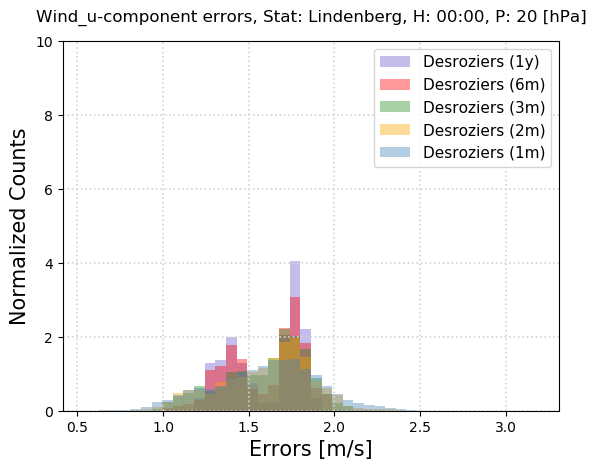 Wind_u-component errors, Stat: Lindenberg, H: 00:00, P: 20 [hPa]
10
8
6
4
2
0
Normalized Counts
Desroziers (1y)
Desroziers (6m)
Desroziers (3m)
Desroziers (2m)
Desroziers (1m)
0.5 1.0 1.5 2.0 2.5 3.0
Errors [m/s]